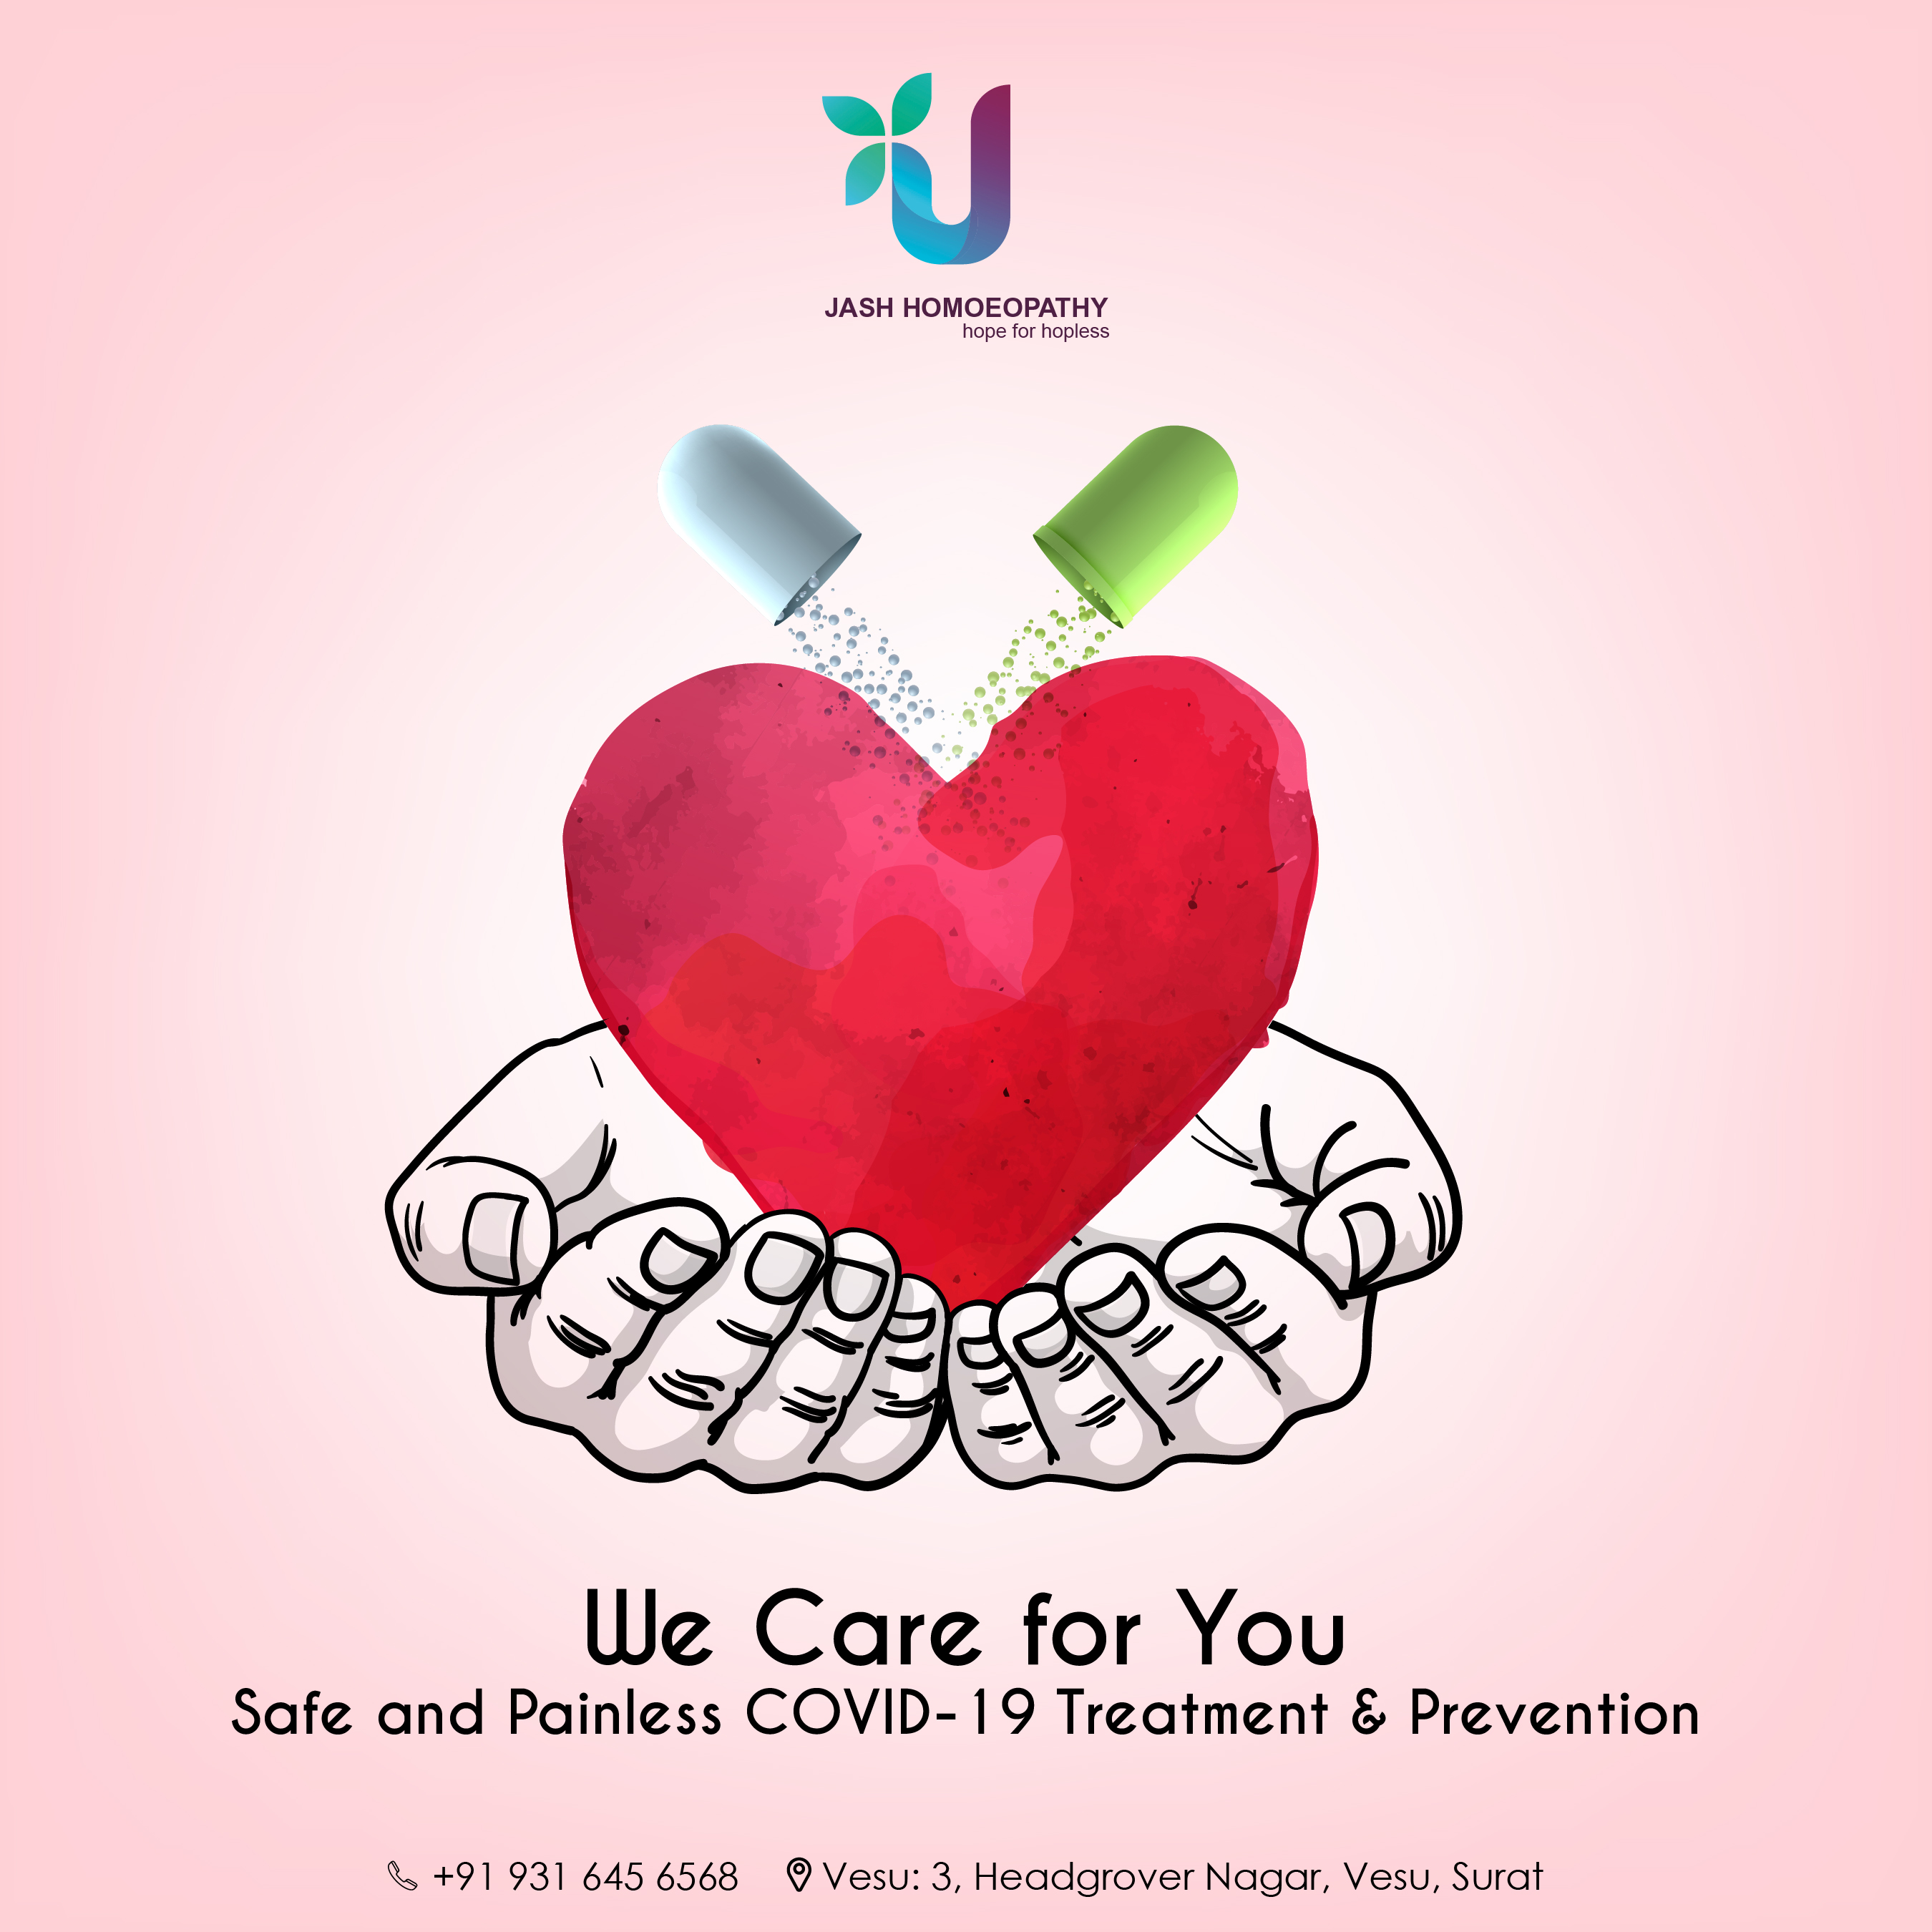 JASH HOMOEOPATHY
hope for hopless
We Care for You
Safe and Painless COVID-19 Treatment & Prevention
+91 931 645 6568 Vesu: 3, Headgrover Nagar, Vesu, Surat